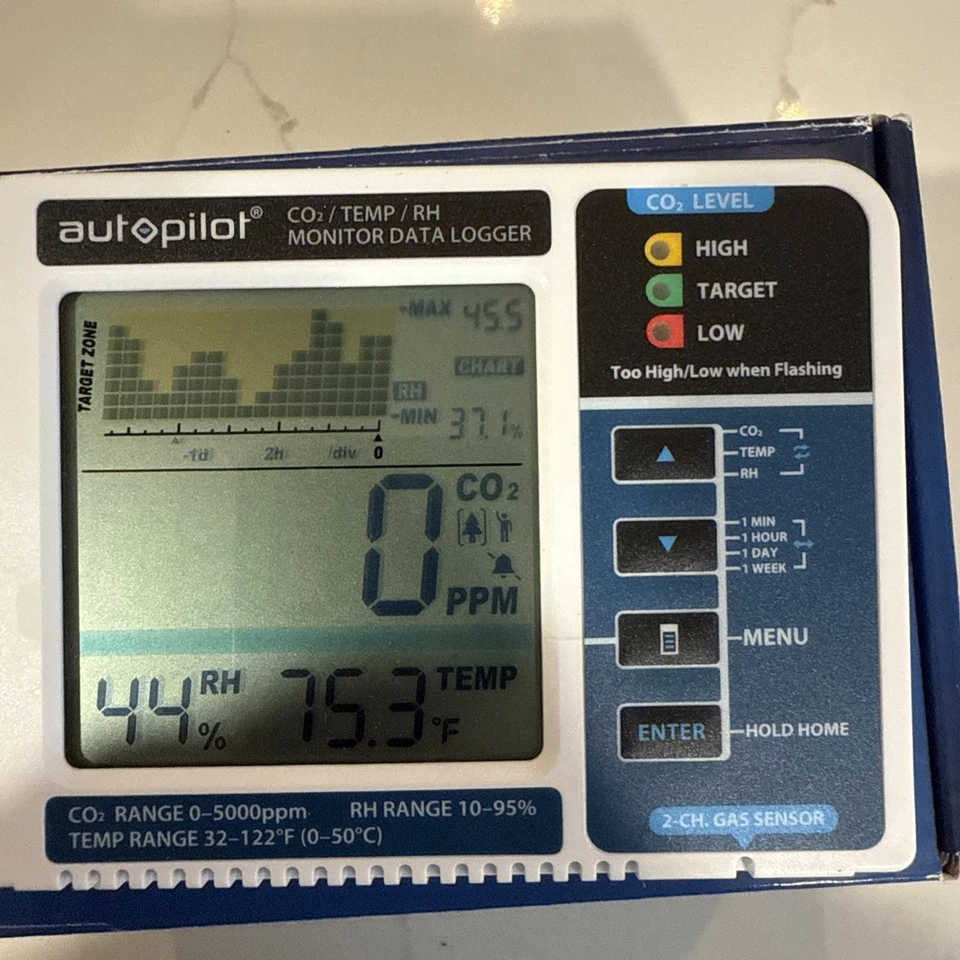 autopilot®
CO₂ / TEMP / RH
MONITOR DATA LOGGER
TARGET ZONE
MAX 45.5
CHART
RH
MIN 37.1%
-1d 2h /div 0
0 CO₂
PPM
44 RH %
75.3 TEMP °F
CO₂ RANGE 0–5000ppm RH RANGE 10–95%
TEMP RANGE 32–122°F (0–50°C)
CO₂ LEVEL
HIGH
TARGET
LOW
Too High/Low when Flashing
CO₂
TEMP
RH
1 MIN
1 HOUR
1 DAY
1 WEEK
MENU
ENTER HOLD HOME
2-CH. GAS SENSOR